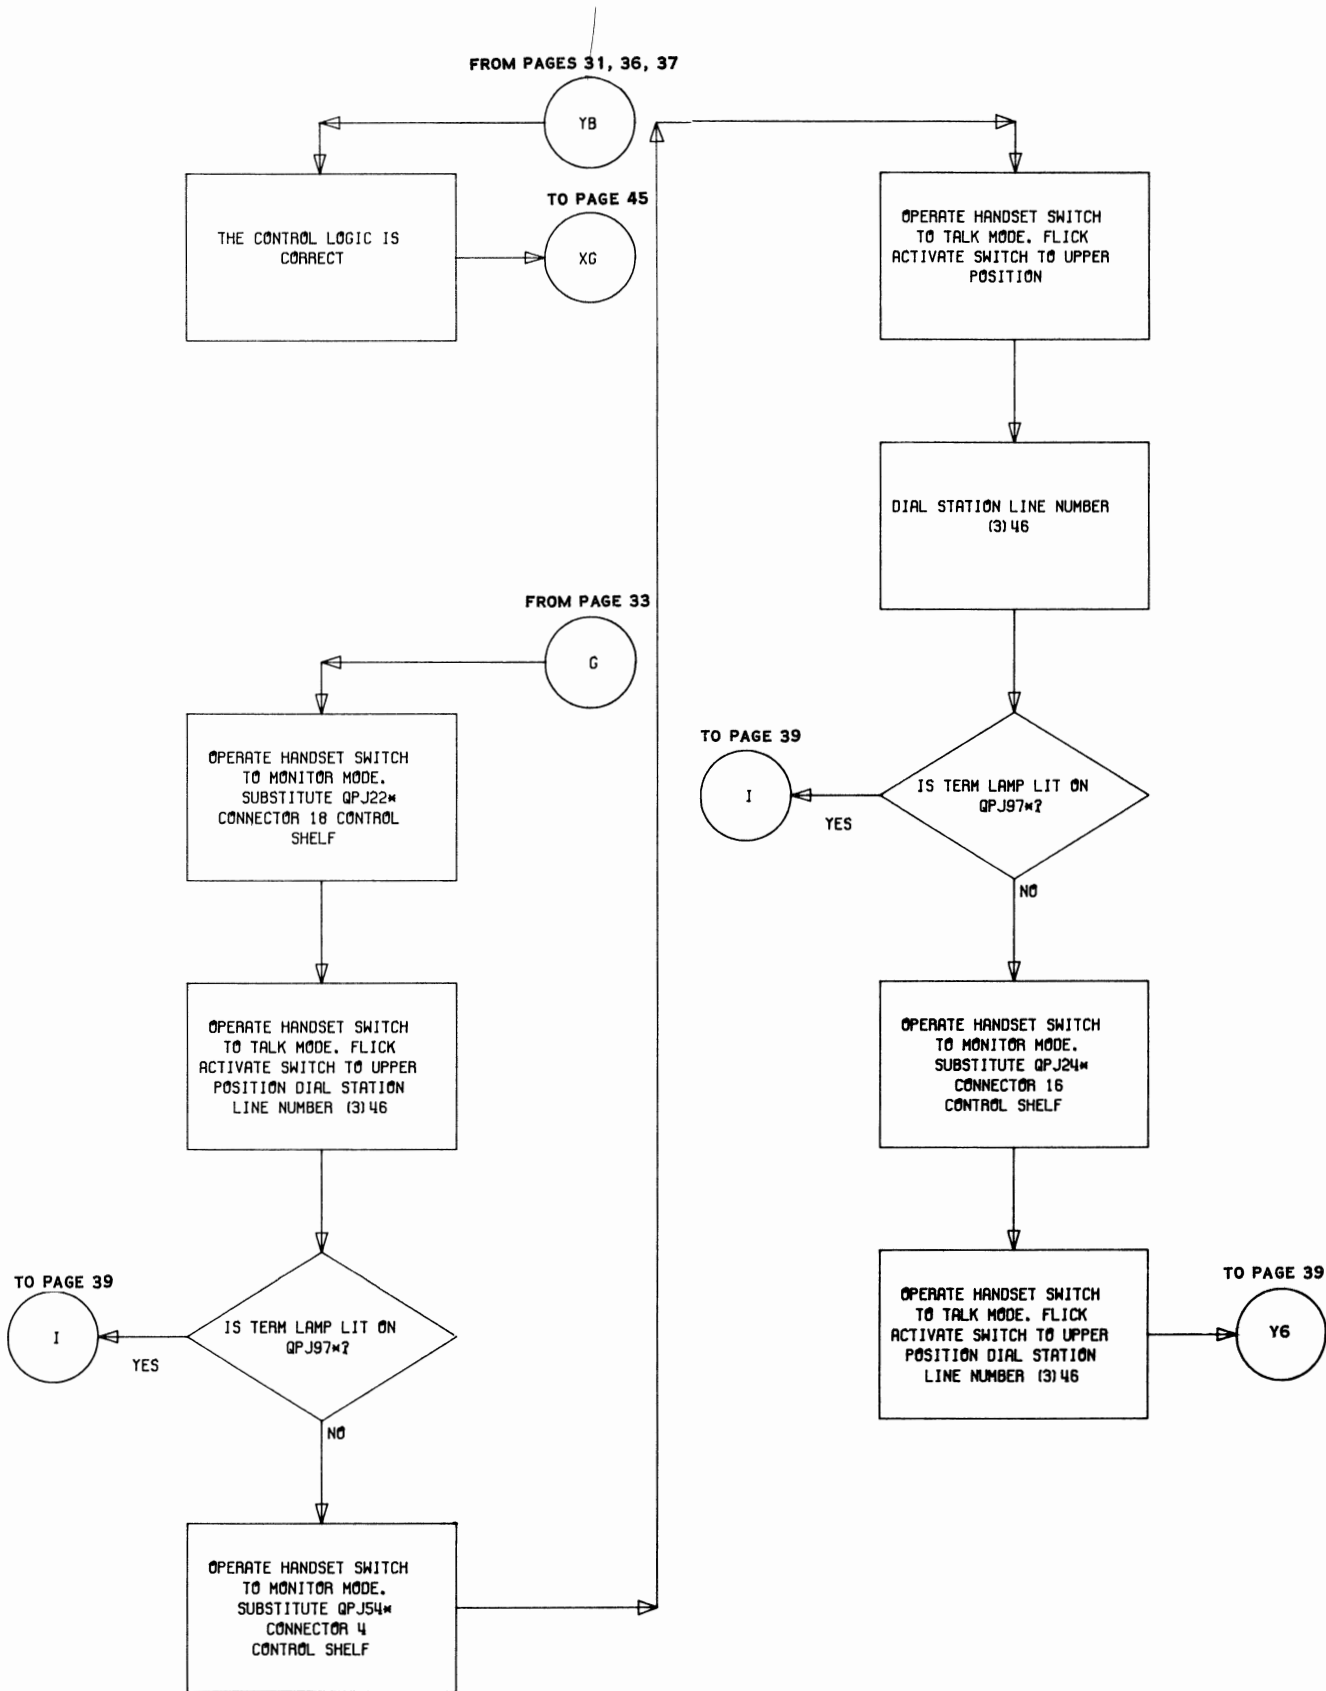 FROM PAGES 31, 36, 37
YB
THE CONTROL LOGIC IS
CORRECT
TO PAGE 45
XG
FROM PAGE 33
G
OPERATE HANDSET SWITCH
TO MONITOR MODE.
SUBSTITUTE QPJ22*
CONNECTOR 18 CONTROL
SHELF
OPERATE HANDSET SWITCH
TO TALK MODE. FLICK
ACTIVATE SWITCH TO UPPER
POSITION DIAL STATION
LINE NUMBER (3)46
IS TERM LAMP LIT ON
QPJ97*?
TO PAGE 39
I
YES
NO
OPERATE HANDSET SWITCH
TO MONITOR MODE.
SUBSTITUTE QPJ54*
CONNECTOR 4
CONTROL SHELF
OPERATE HANDSET SWITCH
TO TALK MODE. FLICK
ACTIVATE SWITCH TO UPPER
POSITION
DIAL STATION LINE NUMBER
(3)46
IS TERM LAMP LIT ON
QPJ97*?
TO PAGE 39
I
YES
NO
OPERATE HANDSET SWITCH
TO MONITOR MODE.
SUBSTITUTE QPJ24*
CONNECTOR 16
CONTROL SHELF
OPERATE HANDSET SWITCH
TO TALK MODE. FLICK
ACTIVATE SWITCH TO UPPER
POSITION DIAL STATION
LINE NUMBER (3)46
TO PAGE 39
Y6